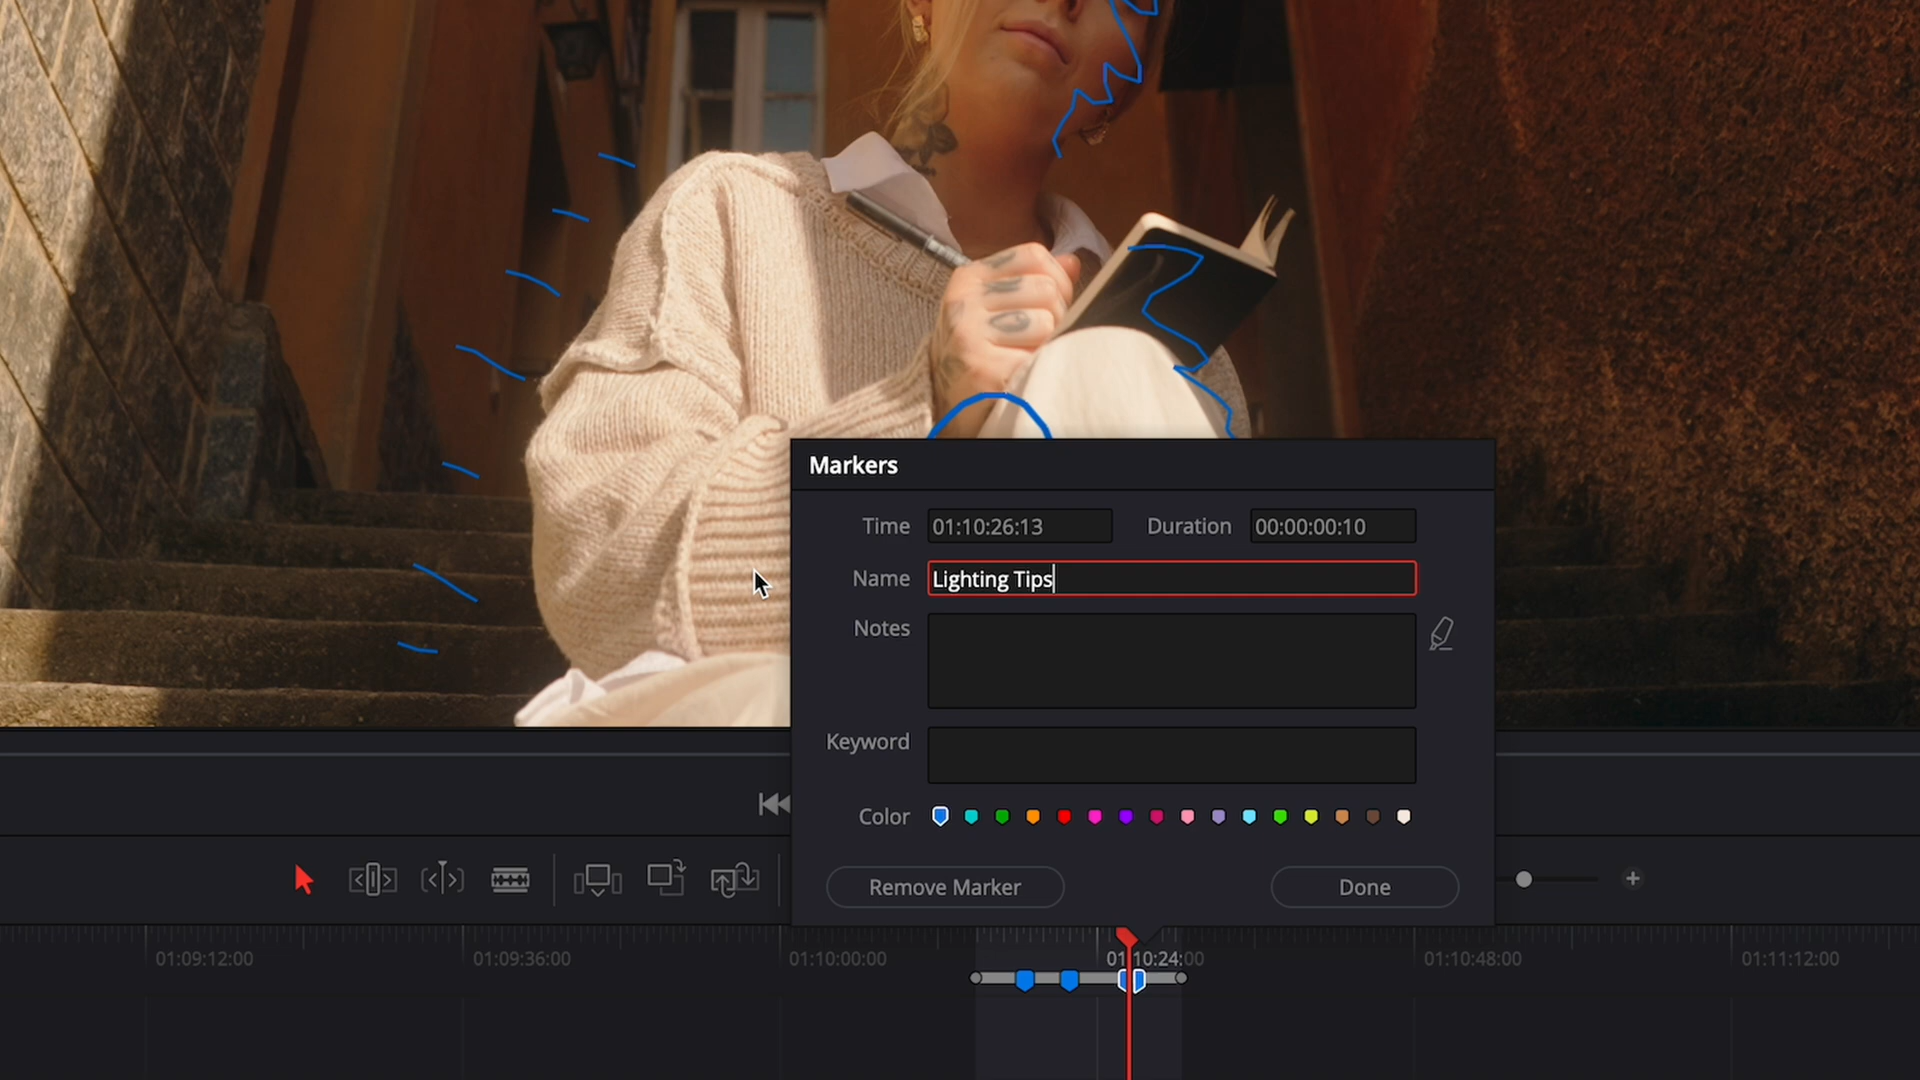 Markers
Time 01:10:26:13 Duration 00:00:00:10
Name Lighting Tips
Notes
Keyword
Color
Remove Marker Done
01:09:12:00 01:09:36:00 01:10:00:00 01:10:24:00 01:10:48:00 01:11:12:00